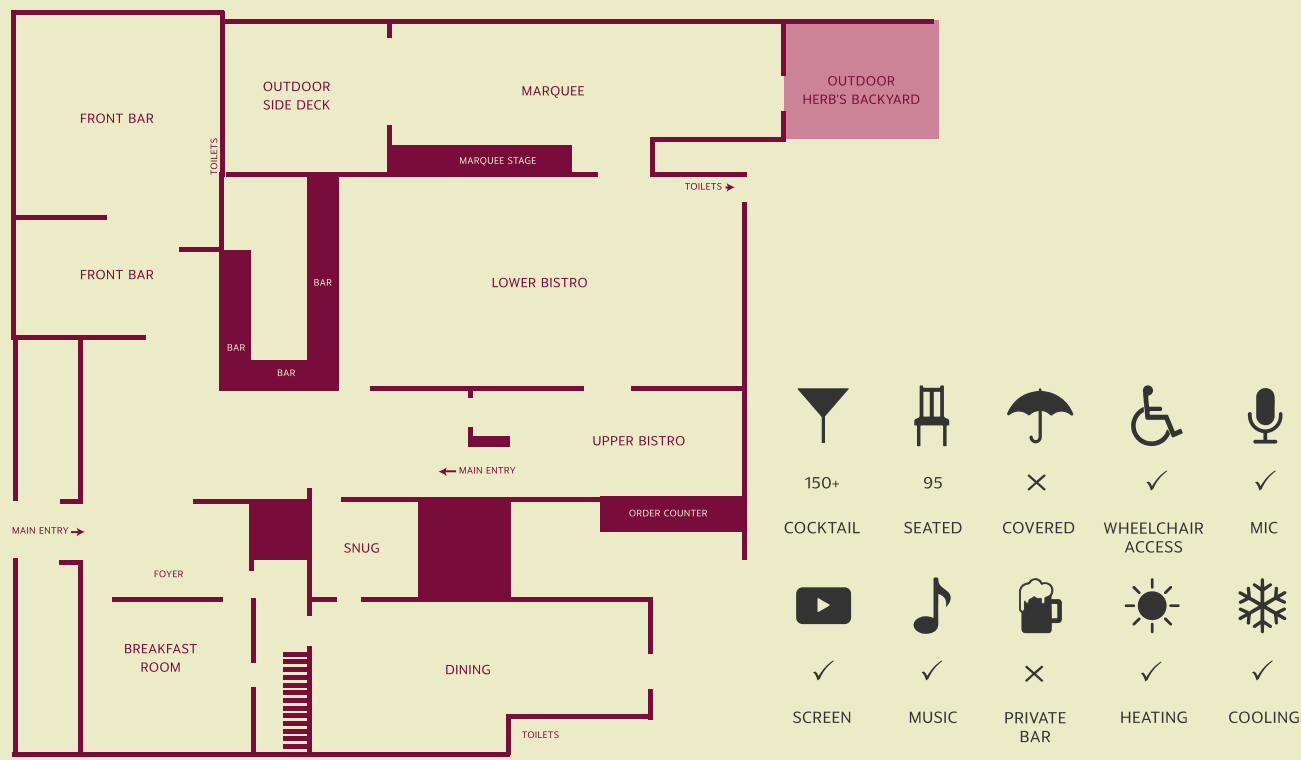 OUTDOOR
SIDE DECK
MARQUEE
OUTDOOR
HERB'S BACKYARD
FRONT BAR
TOILETS
MARQUEE STAGE
TOILETS
FRONT BAR
BAR
LOWER BISTRO
BAR
BAR
UPPER BISTRO
MAIN ENTRY
ORDER COUNTER
MAIN ENTRY
SNUG
FOYER
BREAKFAST
ROOM
DINING
TOILETS
150+
95
COCKTAIL
SEATED
COVERED
WHEELCHAIR
ACCESS
MIC
SCREEN
MUSIC
PRIVATE
BAR
HEATING
COOLING